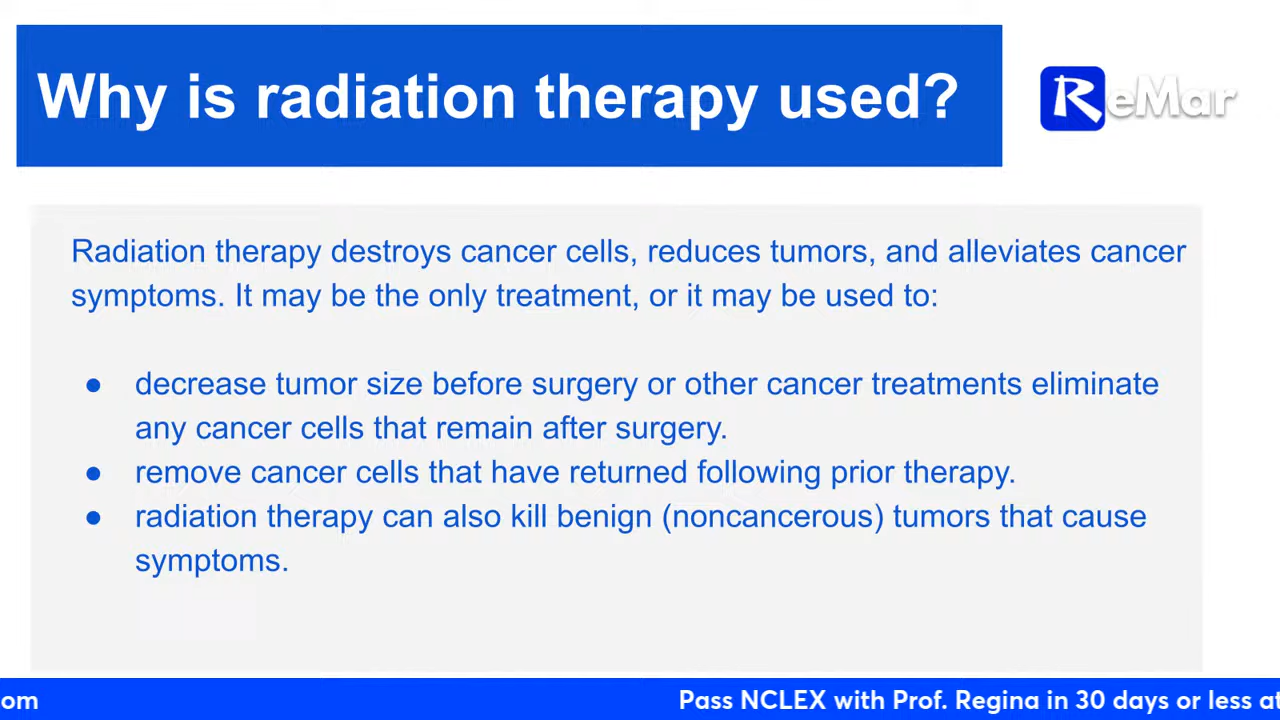 Why is radiation therapy used?
ReMar
Radiation therapy destroys cancer cells, reduces tumors, and alleviates cancer
symptoms. It may be the only treatment, or it may be used to:
● decrease tumor size before surgery or other cancer treatments eliminate
any cancer cells that remain after surgery.
● remove cancer cells that have returned following prior therapy.
● radiation therapy can also kill benign (noncancerous) tumors that cause
symptoms.
om
Pass NCLEX with Prof. Regina in 30 days or less at